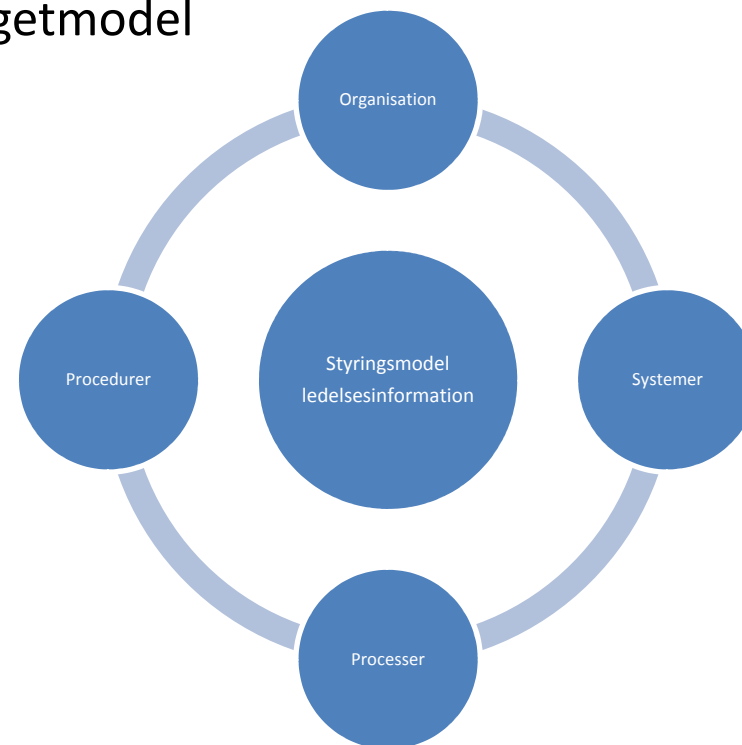 getmodel
Organisation
Styringsmodel
ledelsesinformation
Procedurer
Systemer
Processer